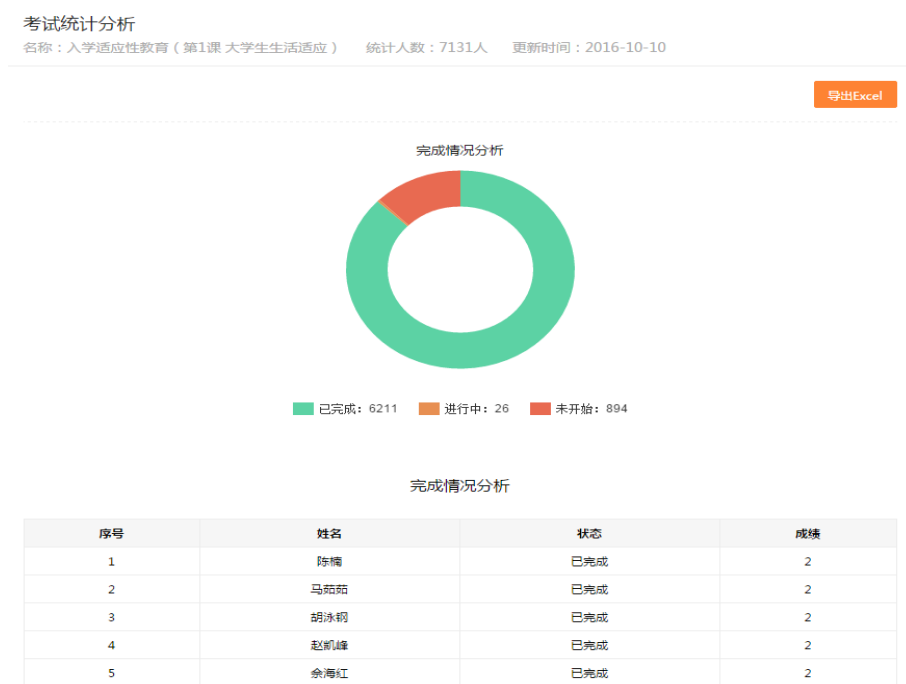 考试统计分析
名称：入学适应性教育（第1课 大学生生活适应） 统计人数：7131人 更新时间：2016-10-10
导出Excel
完成情况分析
已完成：6211 进行中：26 未开始：894
完成情况分析
序号 姓名 状态 成绩
1 陈楠 已完成 2
2 马茹茹 已完成 2
3 胡泳钢 已完成 2
4 赵凯峰 已完成 2
5 余海红 已完成 2